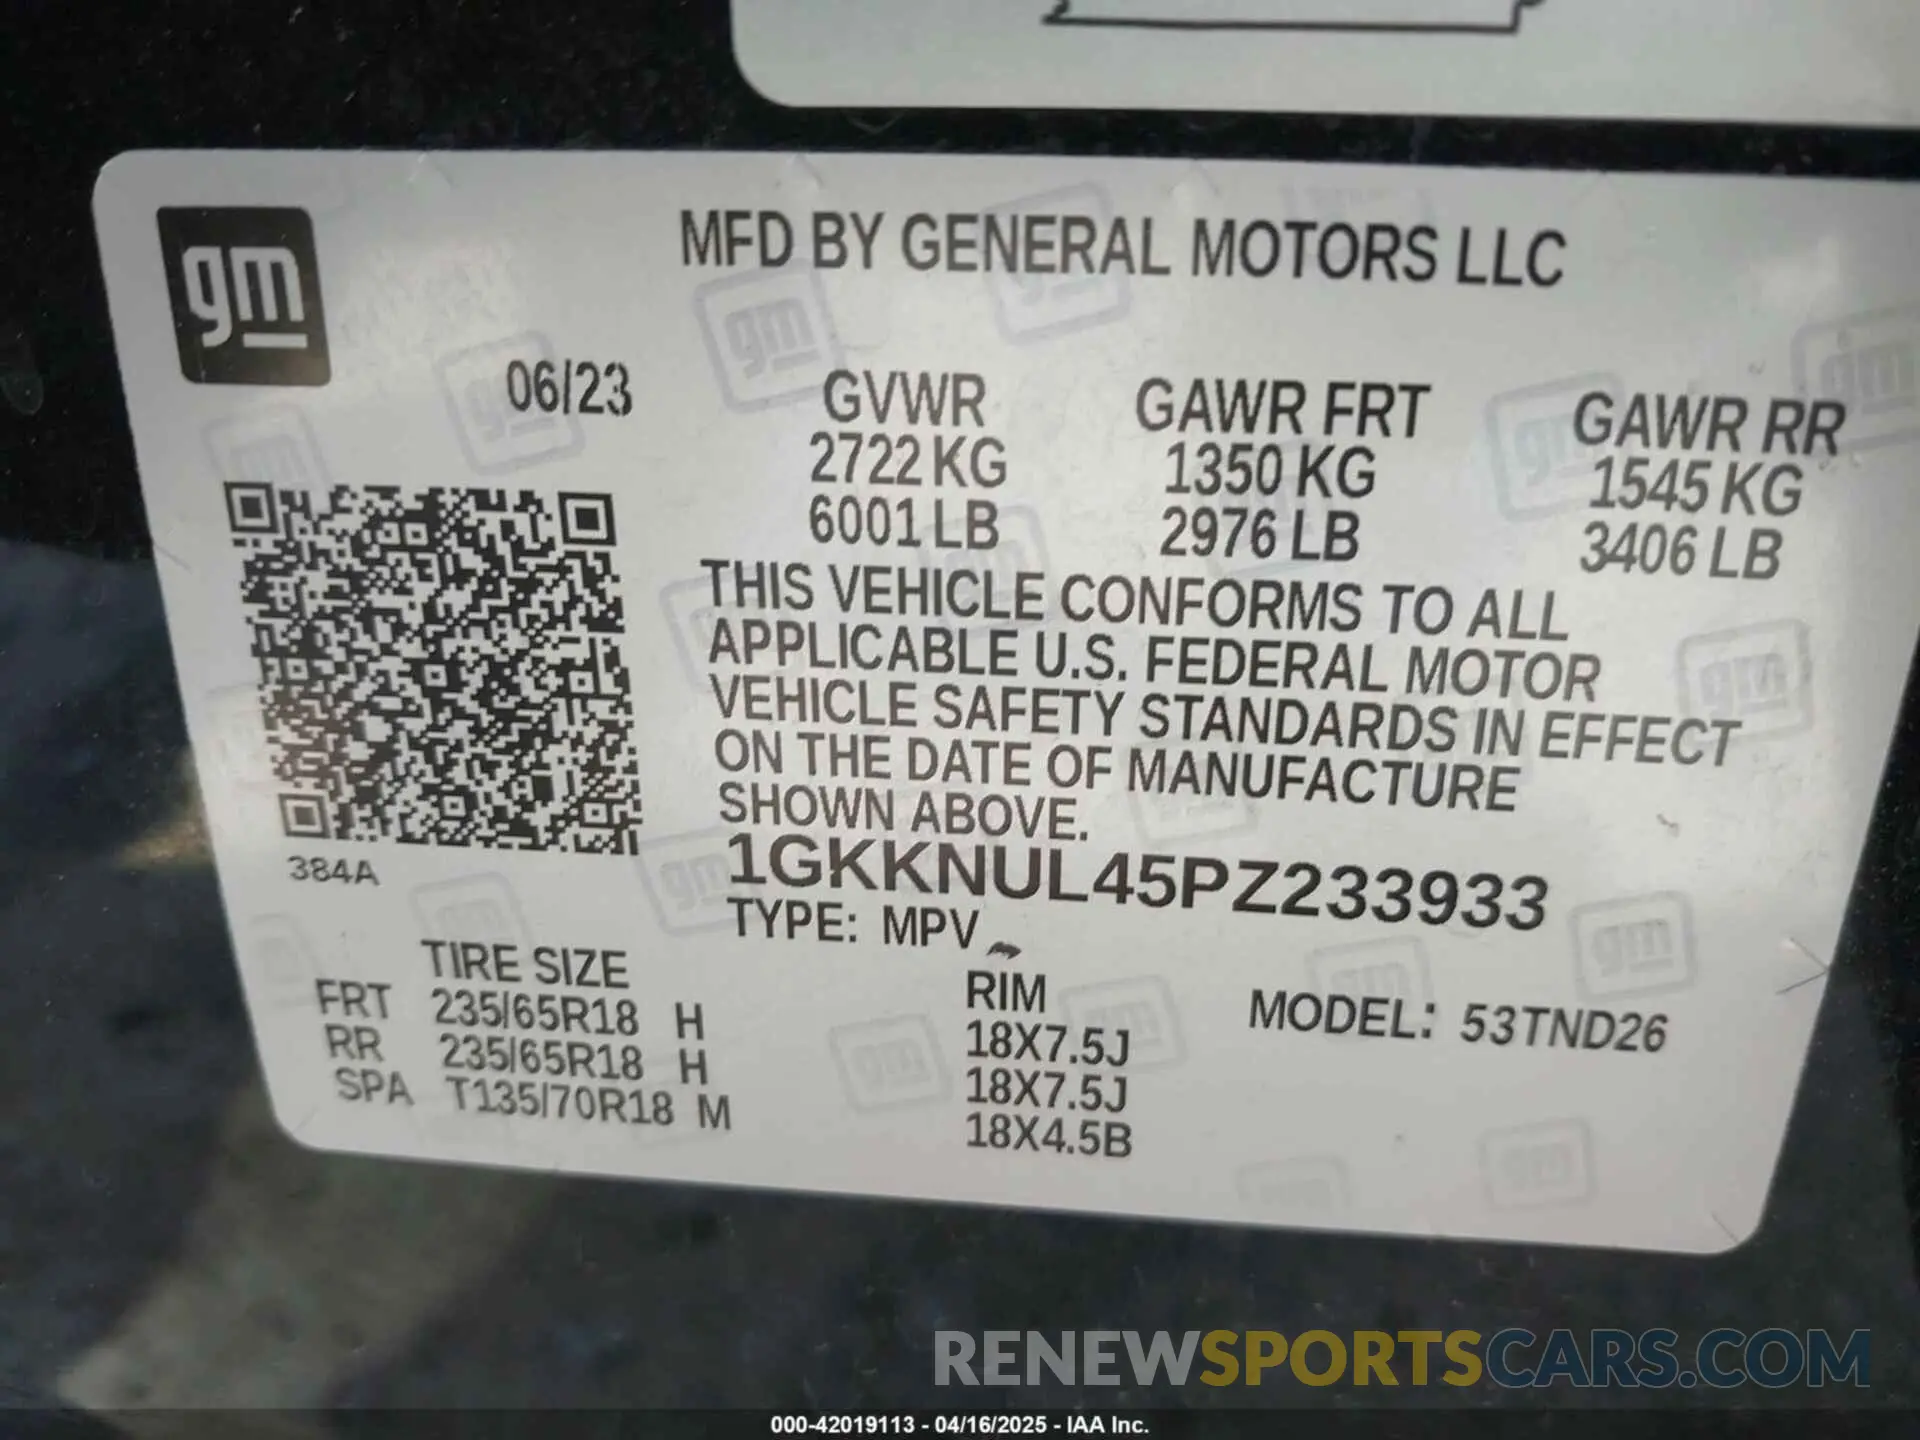 gm
MFD BY GENERAL MOTORS LLC
06/23
GVWR GAWR FRT GAWR RR
2722 KG 1350 KG 1545 KG
6001 LB 2976 LB 3406 LB
THIS VEHICLE CONFORMS TO ALL
APPLICABLE U.S. FEDERAL MOTOR
VEHICLE SAFETY STANDARDS IN EFFECT
ON THE DATE OF MANUFACTURE
SHOWN ABOVE.
384A
1GKKNUL45PZ233933
TYPE: MPV
TIRE SIZE RIM
FRT 235/65R18 H 18X7.5J MODEL: 53TND26
RR 235/65R18 H 18X7.5J
SPA T135/70R18 M 18X4.5B
RENEWSPORTSCARS.COM
000-42019113 - 04/16/2025 - IAA Inc.